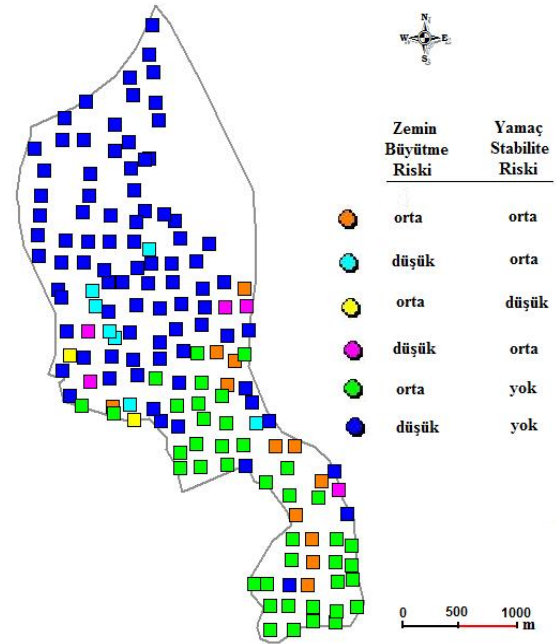 N
W E
S
Zemin Yamaç
Büyütme Stabilite
Riski Riski
orta orta
düşük orta
orta düşük
düşük orta
orta yok
düşük yok
0 500 1000
m